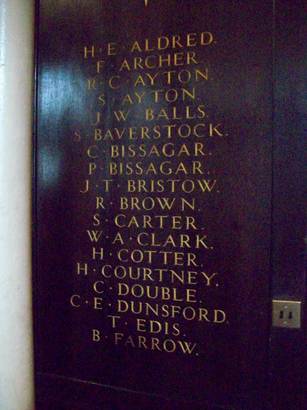 H·E·ALDRED.
F·ARCHER
R·C·AYTON.
S·AYTON.
J·W·BALLS.
S·BAVERSTOCK.
C·BISSAGAR.
P·BISSAGAR.
J·T·BRISTOW.
R·BROWN.
S·CARTER.
W·A·CLARK.
H·COTTER.
H·COURTNEY.
C·DOUBLE.
C·E·DUNSFORD.
T·EDIS.
B·FARROW.